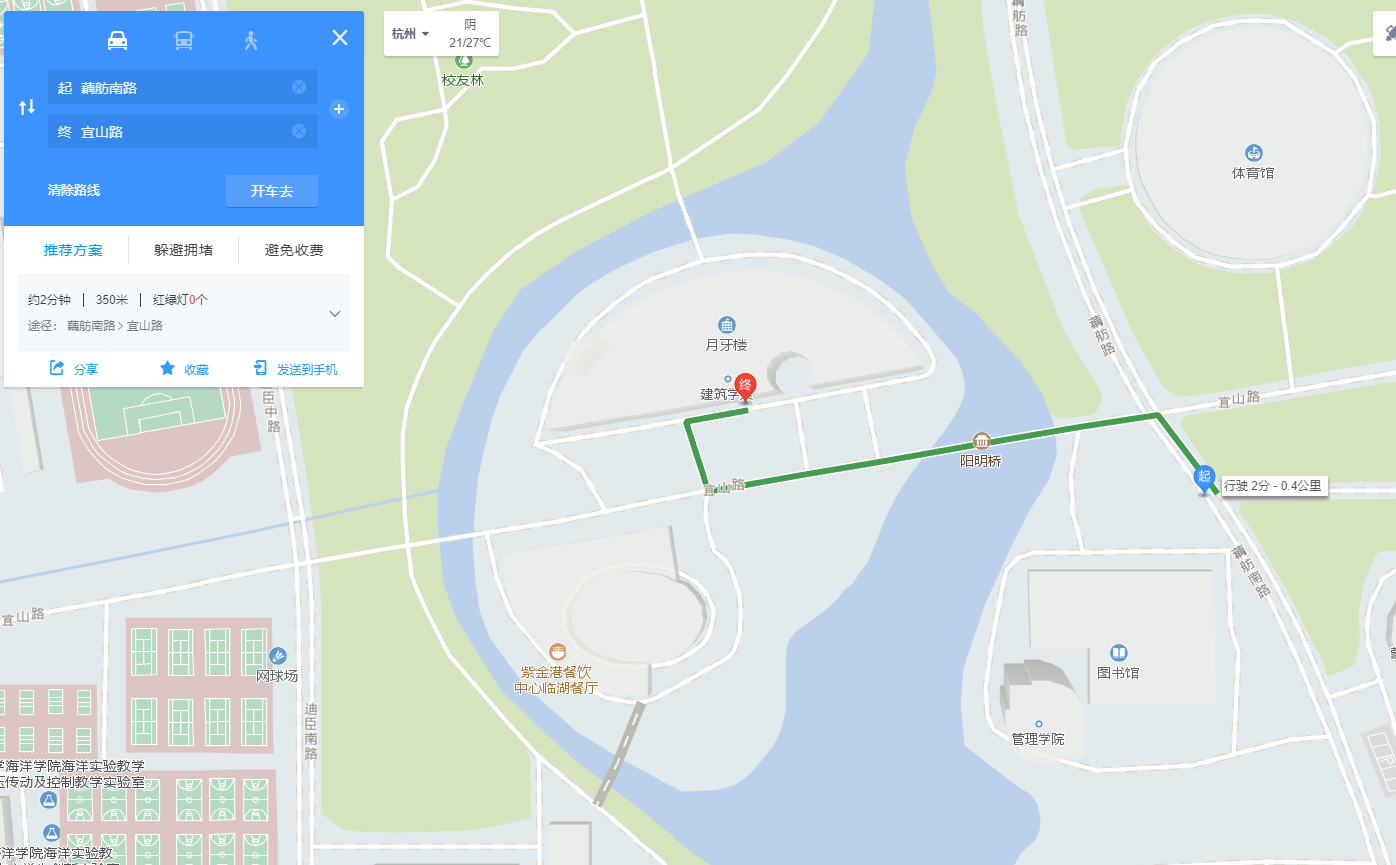 起 藕舫南路
终 宜山路
清除路线
开车去
推荐方案
躲避拥堵
避免收费
约2分钟 | 350米 | 红绿灯0个
途径： 藕舫南路 > 宜山路
分享
收藏
发送到手机
杭州
阴
21/27℃
校友林
藕舫路
体育馆
月牙楼
建筑学
终
藕舫路
宜山路
阳明桥
宜山路
起
行驶 2分 - 0.4公里
藕舫南路
臣中路
宜山路
网球场
迪臣南路
紫金港餐饮
中心临湖餐厅
图书馆
管理学院
海洋学院海洋实验教学
传动及控制教学实验室
洋学院海洋实验教